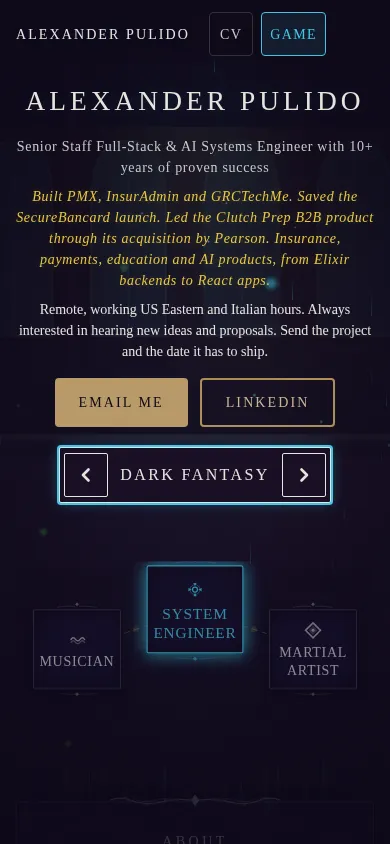 ALEXANDER PULIDO CV GAME
ALEXANDER PULIDO
Senior Staff Full-Stack & AI Systems Engineer with 10+
years of proven success
Built PMX, InsurAdmin and GRCTechMe. Saved the
SecureBancard launch. Led the Clutch Prep B2B product
through its acquisition by Pearson. Insurance,
payments, education and AI projects, from Elixir
backends to React apps.
Remote, working US Eastern and Italian hours. Always
interested in hearing new ideas and proposals. Send the project
and the date it has to ship.
EMAIL ME LINKEDIN
DARK FANTASY
SYSTEM
ENGINEER
MUSICIAN
MARTIAL
ARTIST
ABOUT